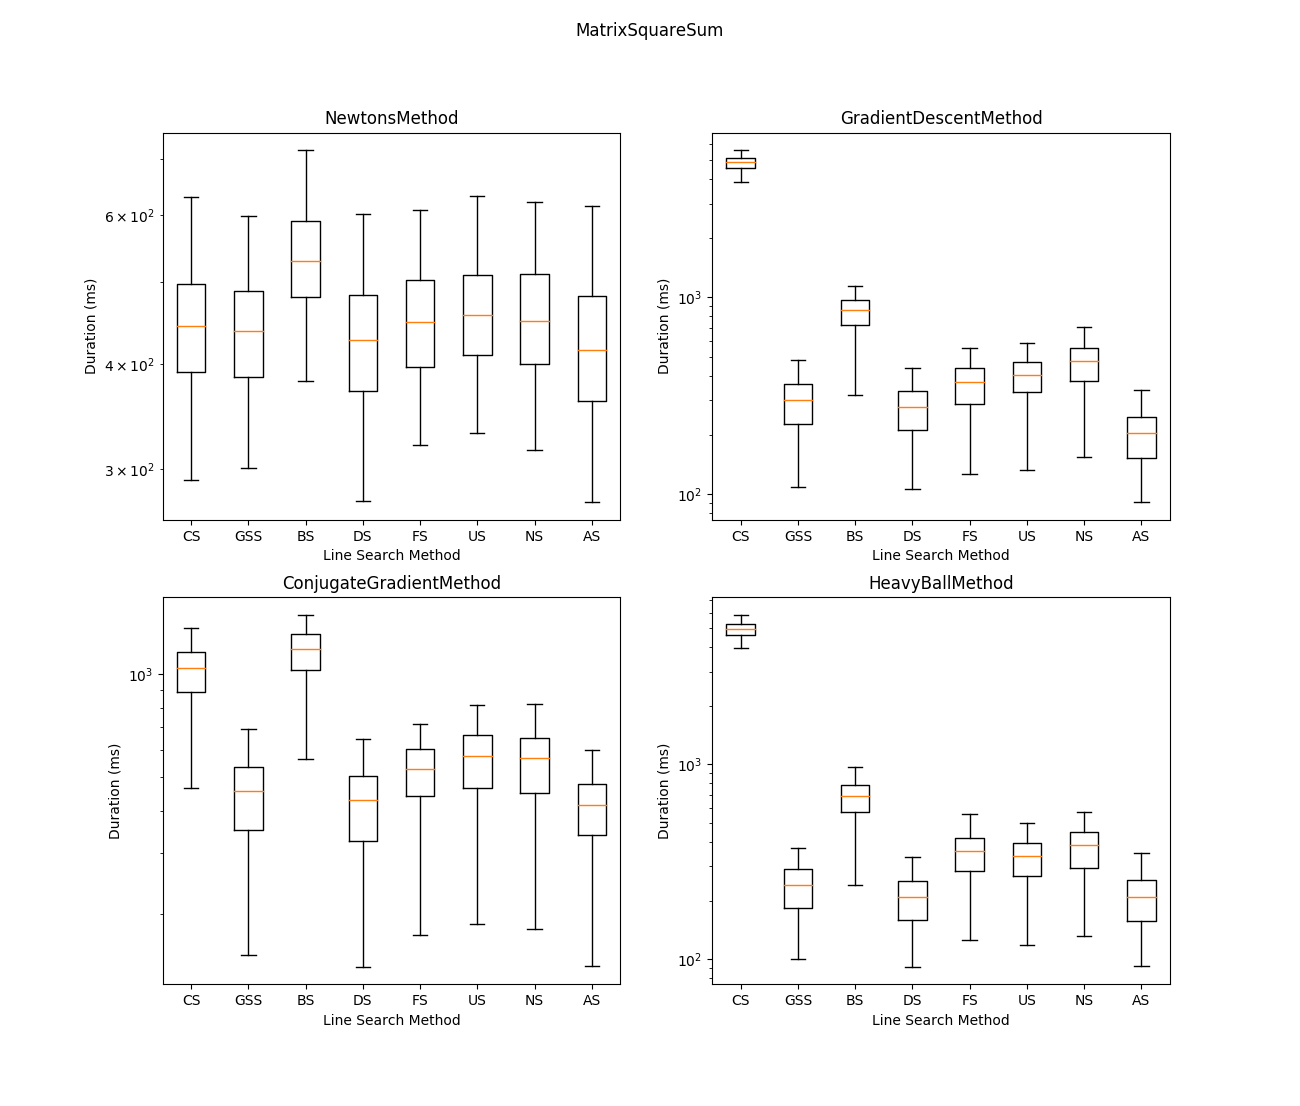 MatrixSquareSum
NewtonsMethod
6 × 10²
4 × 10²
3 × 10²
Duration (ms)
CS GSS BS DS FS US NS AS
Line Search Method
GradientDescentMethod
10³
10²
Duration (ms)
CS GSS BS DS FS US NS AS
Line Search Method
ConjugateGradientMethod
10³
Duration (ms)
CS GSS BS DS FS US NS AS
Line Search Method
HeavyBallMethod
10³
10²
Duration (ms)
CS GSS BS DS FS US NS AS
Line Search Method